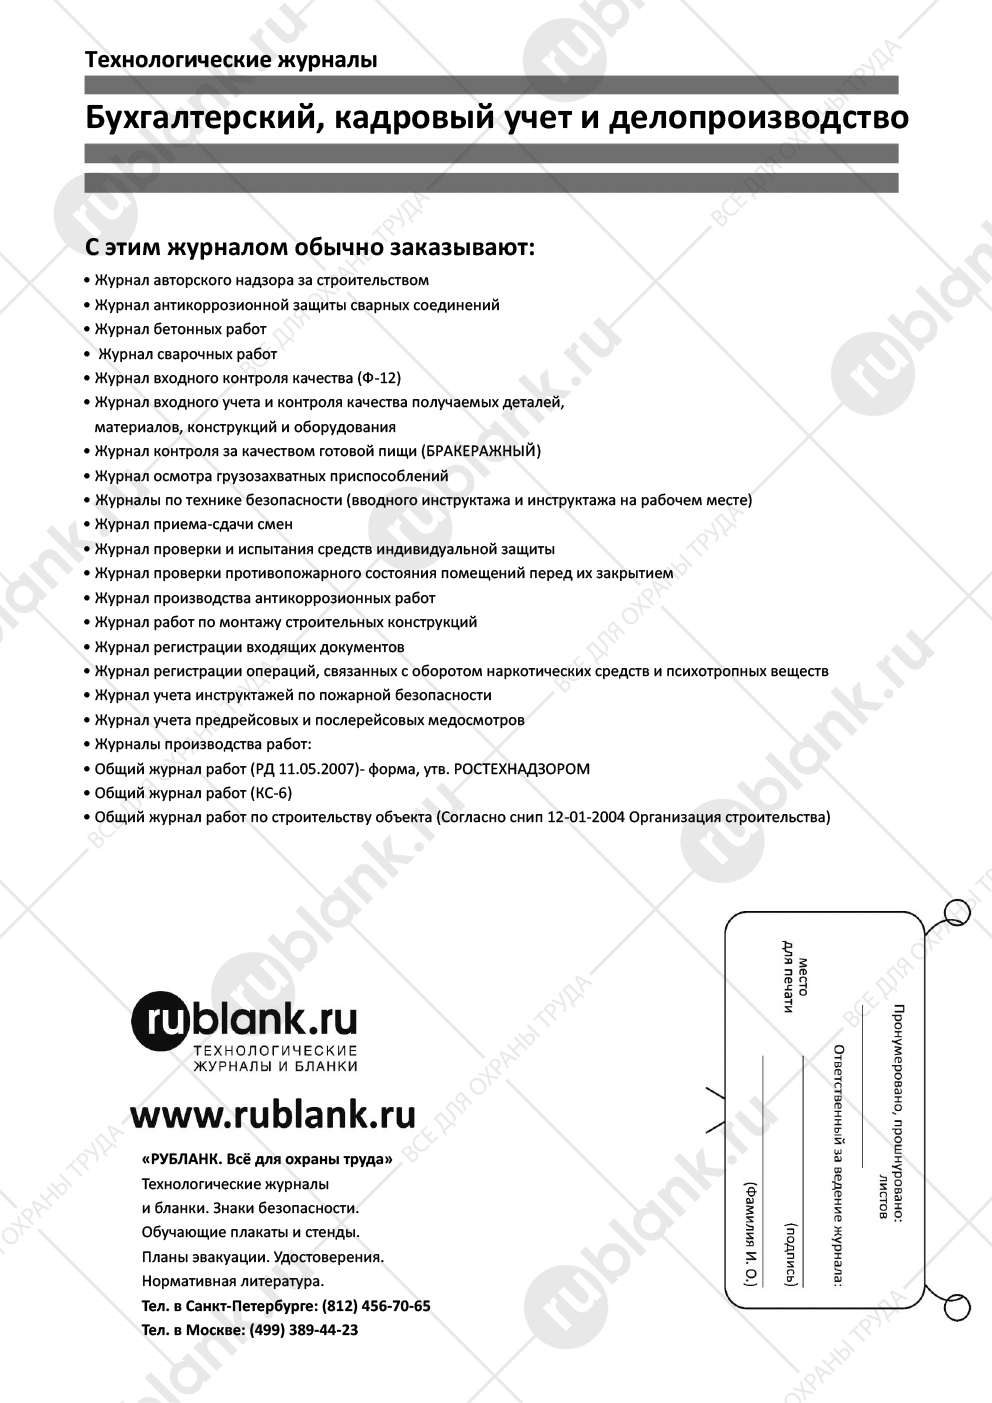 Технологические журналы
Бухгалтерский, кадровый учет и делопроизводство
С этим журналом обычно заказывают:
• Журнал авторского надзора за строительством
• Журнал антикоррозионной защиты сварных соединений
• Журнал бетонных работ
• Журнал сварочных работ
• Журнал входного контроля качества (Ф-12)
• Журнал входного учета и контроля качества получаемых деталей,
материалов, конструкций и оборудования
• Журнал контроля за качеством готовой пищи (БРАКЕРАЖНЫЙ)
• Журнал осмотра грузозахватных приспособлений
• Журналы по технике безопасности (вводного инструктажа и инструктажа на рабочем месте)
• Журнал приема-сдачи смен
• Журнал проверки и испытания средств индивидуальной защиты
• Журнал проверки противопожарного состояния помещений перед их закрытием
• Журнал производства антикоррозионных работ
• Журнал работ по монтажу строительных конструкций
• Журнал регистрации входящих документов
• Журнал регистрации операций, связанных с оборотом наркотических средств и психотропных веществ
• Журнал учета инструктажей по пожарной безопасности
• Журнал учета предрейсовых и послерейсовых медосмотров
• Журналы производства работ:
• Общий журнал работ (РД 11.05.2007)- форма, утв. РОСТЕХНАДЗОРОМ
• Общий журнал работ (КС-6)
• Общий журнал работ по строительству объекта (Согласно снип 12-01-2004 Организация строительства)
rublank.ru
ТЕХНОЛОГИЧЕСКИЕ
ЖУРНАЛЫ И БЛАНКИ
www.rublank.ru
«РУБЛАНК. Всё для охраны труда»
Технологические журналы
и бланки. Знаки безопасности.
Обучающие плакаты и стенды.
Планы эвакуации. Удостоверения.
Нормативная литература.
Тел. в Санкт-Петербурге: (812) 456-70-65
Тел. в Москве: (499) 389-44-23
Пронумеровано, прошнуровано:
листов
Ответственный за ведение журнала:
место
для печати
(подпись)
(Фамилия И. О.)
rublank.ru
ВСЕ ДЛЯ ОХРАНЫ ТРУДА